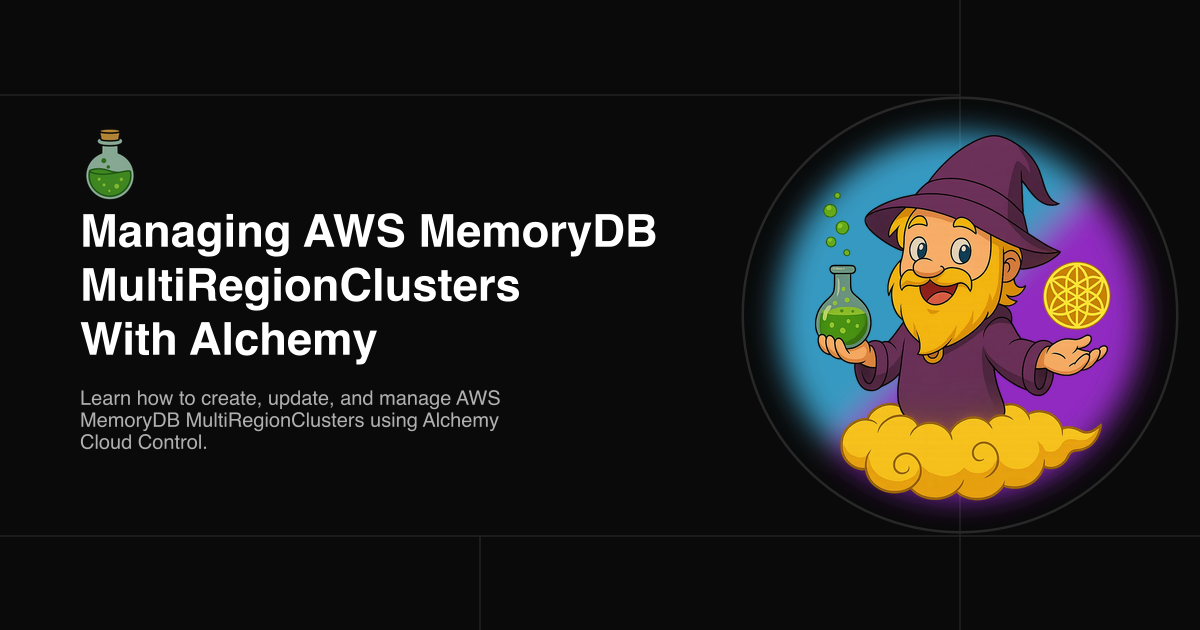 Managing AWS MemoryDB
MultiRegionClusters
With Alchemy
Learn how to create, update, and manage AWS
MemoryDB MultiRegionClusters using Alchemy
Cloud Control.